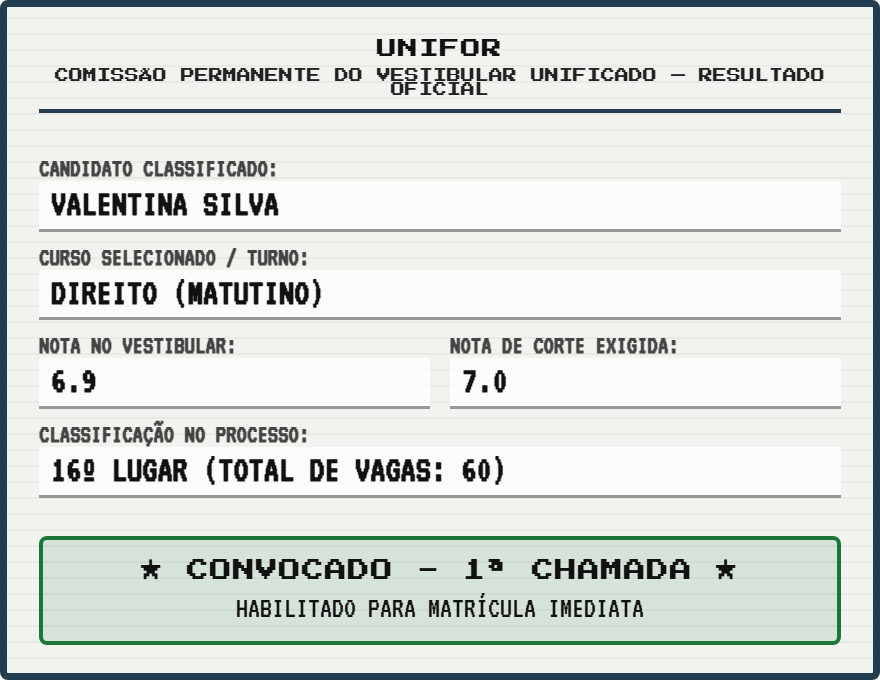 UNIFOR
COMISSÃO PERMANENTE DO VESTIBULAR UNIFICADO — RESULTADO
OFICIAL
CANDIDATO CLASSIFICADO:
VALENTINA SILVA
CURSO SELECIONADO / TURNO:
DIREITO (MATUTINO)
NOTA NO VESTIBULAR:
6.9
NOTA DE CORTE EXIGIDA:
7.0
CLASSIFICAÇÃO NO PROCESSO:
16º LUGAR (TOTAL DE VAGAS: 60)
★ CONVOCADO - 1ª CHAMADA ★
HABILITADO PARA MATRÍCULA IMEDIATA